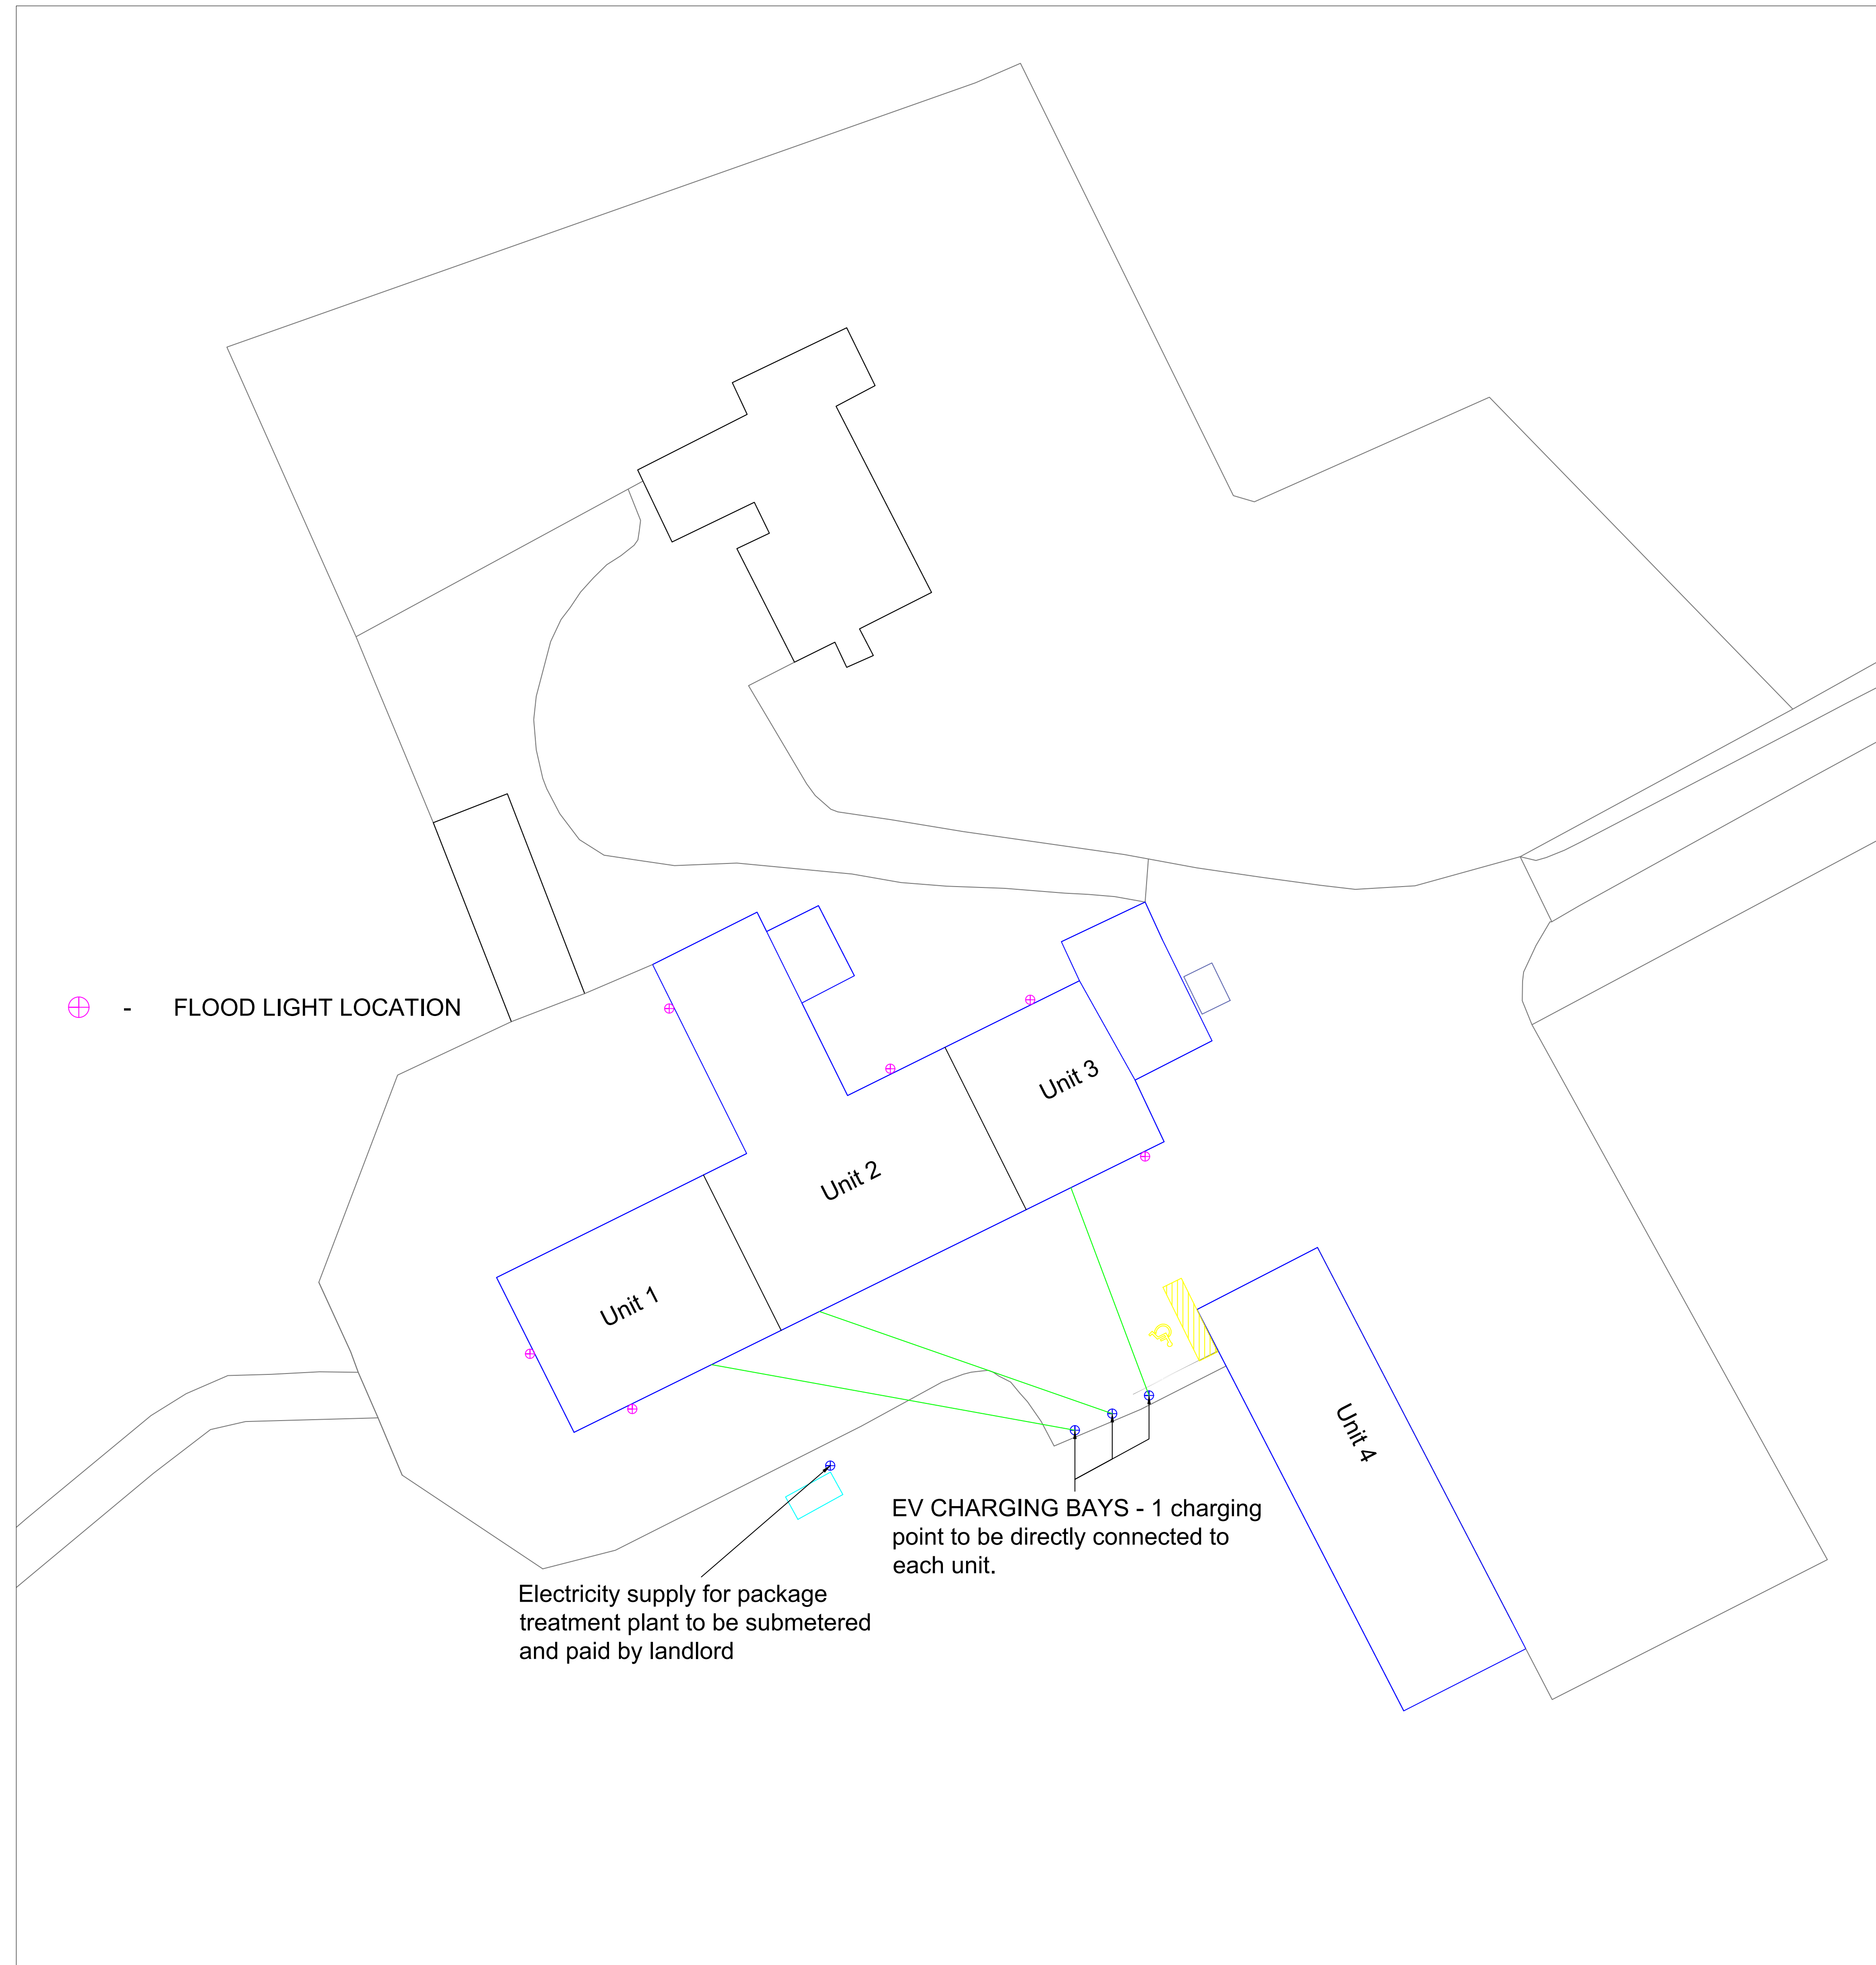 - FLOOD LIGHT LOCATION
Unit 3
Unit 2
Unit 1
Unit 4
EV CHARGING BAYS - 1 charging
point to be directly connected to
each unit.
Electricity supply for package
treatment plant to be submetered
and paid by landlord